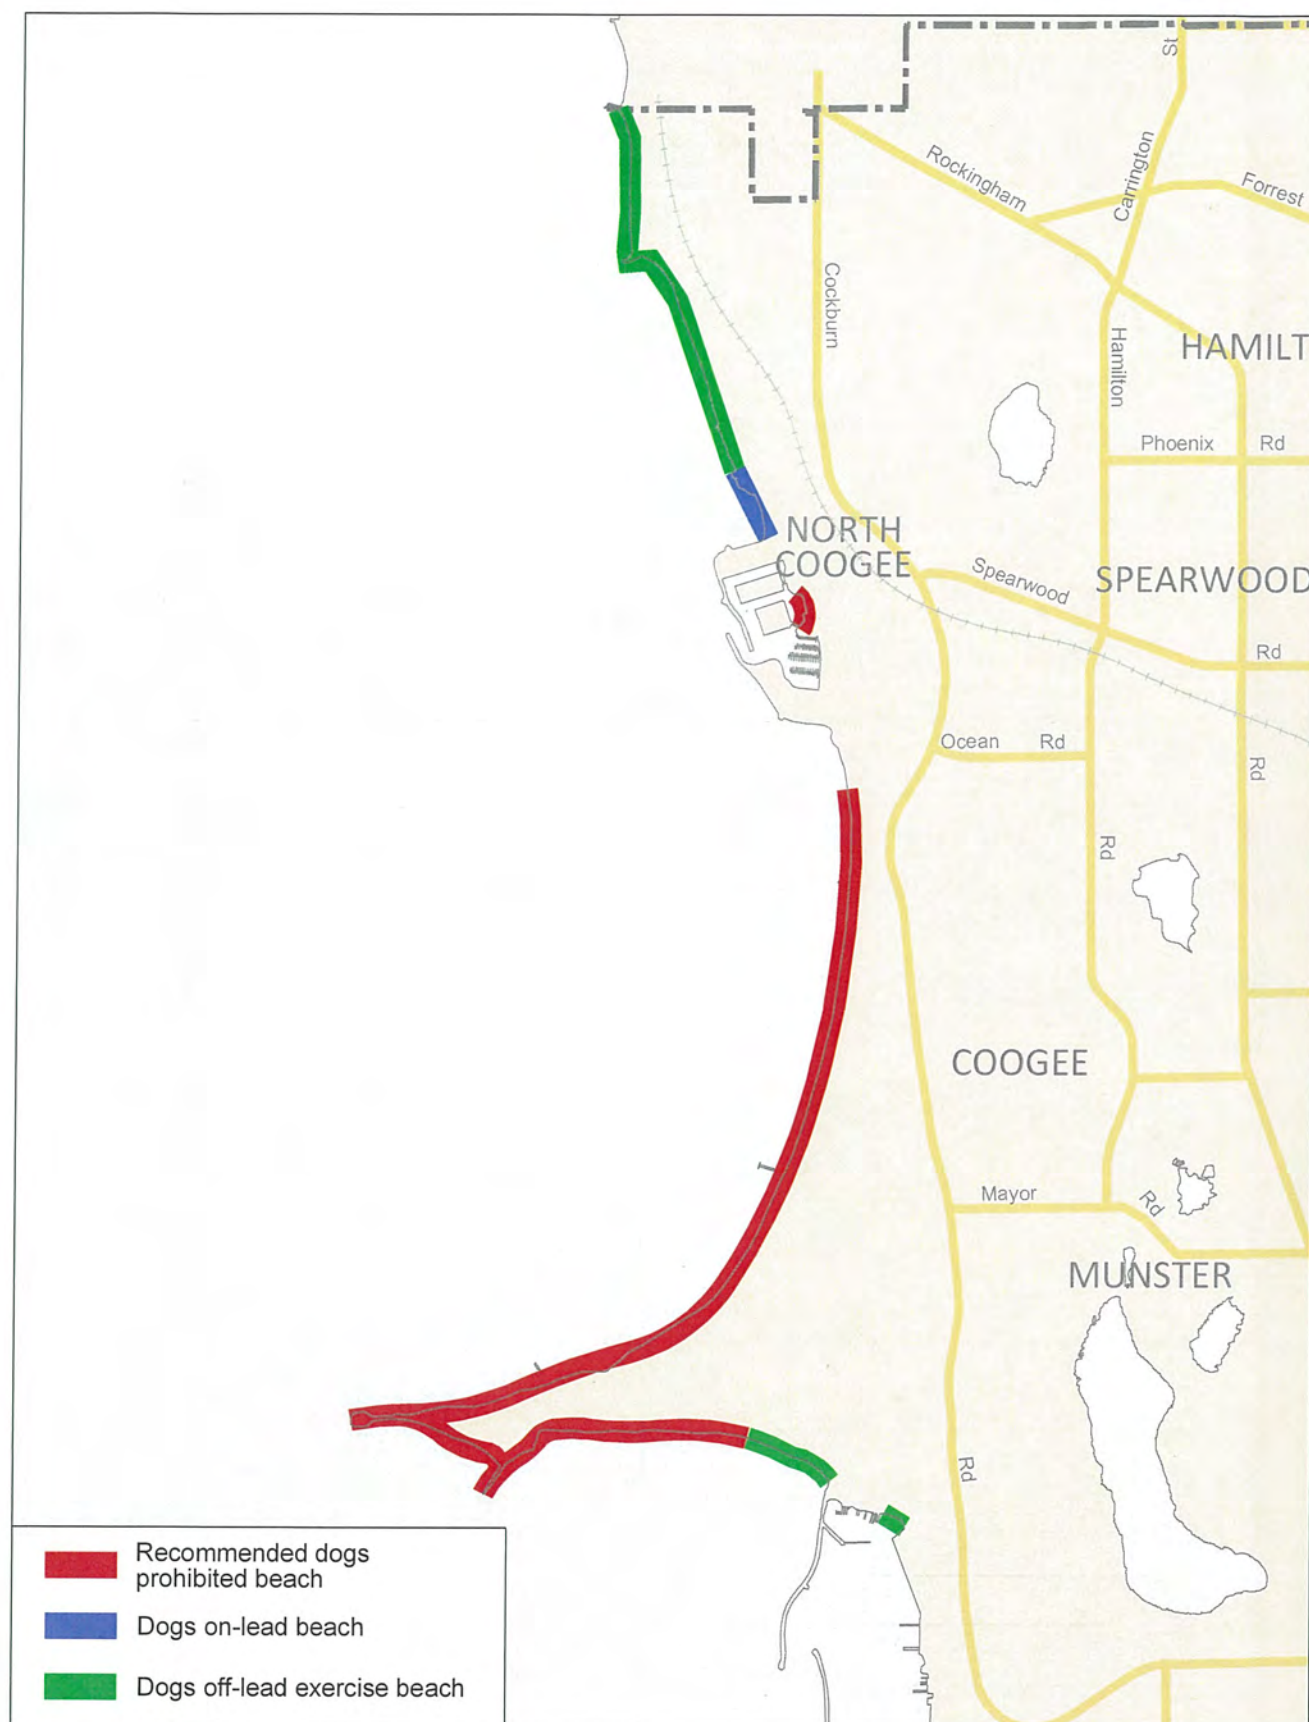 St
Carrington
Rockingham
Forrest
Cockburn
Hamilton
HAMILT
Phoenix Rd
NORTH
COOGEE
Spearwood
SPEARWOOD
Rd
Ocean Rd
Rd
Rd
COOGEE
Mayor
Rd
MUNSTER
Rd
Recommended dogs
prohibited beach
Dogs on-lead beach
Dogs off-lead exercise beach